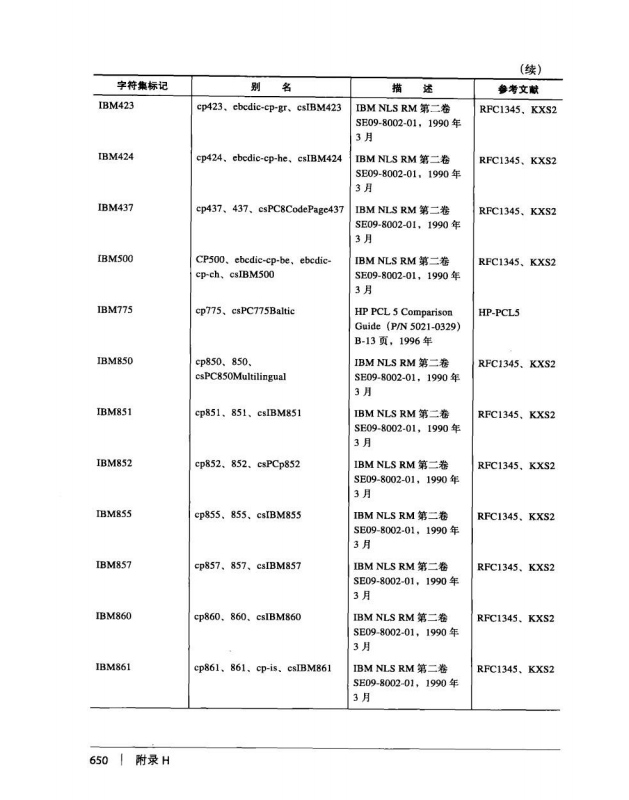 (续)
字符集标记 别 名 描 述 参考文献
IBM423 cp423、ebcdic-cp-gr、csIBM423 IBM NLS RM 第二卷 RFC1345、KXS2
SE09-8002-01，1990 年
3 月
IBM424 cp424、ebcdic-cp-he、csIBM424 IBM NLS RM 第二卷 RFC1345、KXS2
SE09-8002-01，1990 年
3 月
IBM437 cp437、437、csPC8CodePage437 IBM NLS RM 第二卷 RFC1345、KXS2
SE09-8002-01，1990 年
3 月
IBM500 CP500、ebcdic-cp-be、ebcdic- IBM NLS RM 第二卷 RFC1345、KXS2
cp-ch、csIBM500 SE09-8002-01，1990 年
3 月
IBM775 cp775、csPC775Baltic HP PCL 5 Comparison HP-PCL5
Guide（P/N 5021-0329）
B-13 页，1996 年
IBM850 cp850、850、 IBM NLS RM 第二卷 RFC1345、KXS2
csPC850Multilingual SE09-8002-01，1990 年
3 月
IBM851 cp851、851、csIBM851 IBM NLS RM 第二卷 RFC1345、KXS2
SE09-8002-01，1990 年
3 月
IBM852 cp852、852、csPCp852 IBM NLS RM 第二卷 RFC1345、KXS2
SE09-8002-01，1990 年
3 月
IBM855 cp855、855、csIBM855 IBM NLS RM 第二卷 RFC1345、KXS2
SE09-8002-01，1990 年
3 月
IBM857 cp857、857、csIBM857 IBM NLS RM 第二卷 RFC1345、KXS2
SE09-8002-01，1990 年
3 月
IBM860 cp860、860、csIBM860 IBM NLS RM 第二卷 RFC1345、KXS2
SE09-8002-01，1990 年
3 月
IBM861 cp861、861、cp-is、csIBM861 IBM NLS RM 第二卷 RFC1345、KXS2
SE09-8002-01，1990 年
3 月
650 | 附录 H